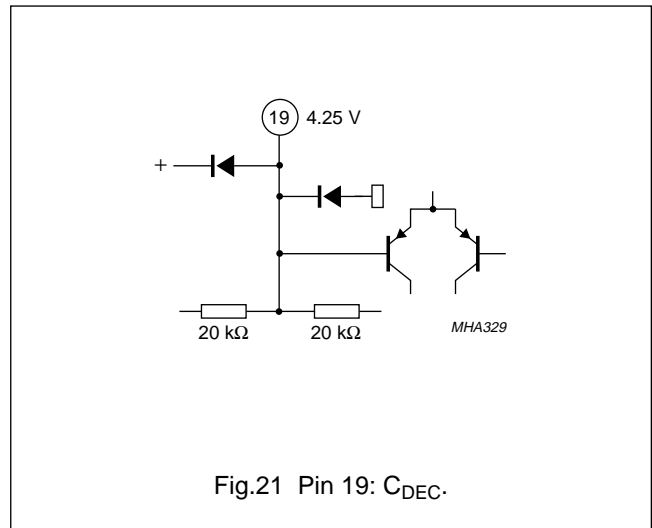 19 4.25 V
+
20 kΩ 20 kΩ
MHA329
Fig.21 Pin 19: CDEC.